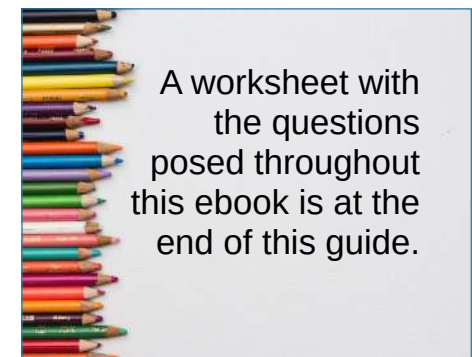 A worksheet with
the questions
posed throughout
this ebook is at the
end of this guide.